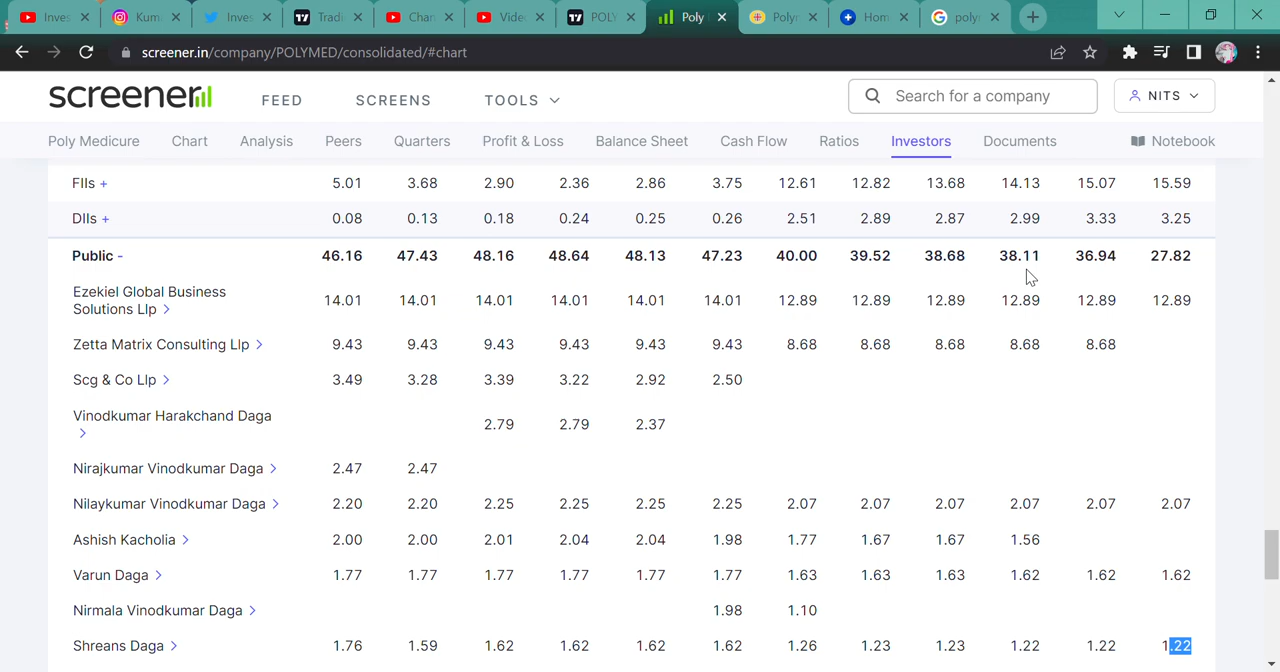 Inves
Kum
Inves
Tradi
Chan
Vide
POLY
Poly
Polyn
Hom
polyn
screener.in/company/POLYMED/consolidated/#chart
screener
FEED SCREENS TOOLS
Search for a company
NITS
Poly Medicure Chart Analysis Peers Quarters Profit & Loss Balance Sheet Cash Flow Ratios Investors Documents Notebook
FIIs + 5.01 3.68 2.90 2.36 2.86 3.75 12.61 12.82 13.68 14.13 15.07 15.59
DIIs + 0.08 0.13 0.18 0.24 0.25 0.26 2.51 2.89 2.87 2.99 3.33 3.25
Public - 46.16 47.43 48.16 48.64 48.13 47.23 40.00 39.52 38.68 38.11 36.94 27.82
Ezekiel Global Business
Solutions Llp > 14.01 14.01 14.01 14.01 14.01 14.01 12.89 12.89 12.89 12.89 12.89 12.89
Zetta Matrix Consulting Llp > 9.43 9.43 9.43 9.43 9.43 9.43 8.68 8.68 8.68 8.68 8.68
Scg & Co Llp > 3.49 3.28 3.39 3.22 2.92 2.50
Vinodkumar Harakchand Daga
> 2.79 2.79 2.37
Nirajkumar Vinodkumar Daga > 2.47 2.47
Nilaykumar Vinodkumar Daga > 2.20 2.20 2.25 2.25 2.25 2.25 2.07 2.07 2.07 2.07 2.07 2.07
Ashish Kacholia > 2.00 2.00 2.01 2.04 2.04 1.98 1.77 1.67 1.67 1.56
Varun Daga > 1.77 1.77 1.77 1.77 1.77 1.77 1.63 1.63 1.63 1.62 1.62 1.62
Nirmala Vinodkumar Daga > 1.98 1.10
Shreans Daga > 1.76 1.59 1.62 1.62 1.62 1.62 1.26 1.23 1.23 1.22 1.22 1.22